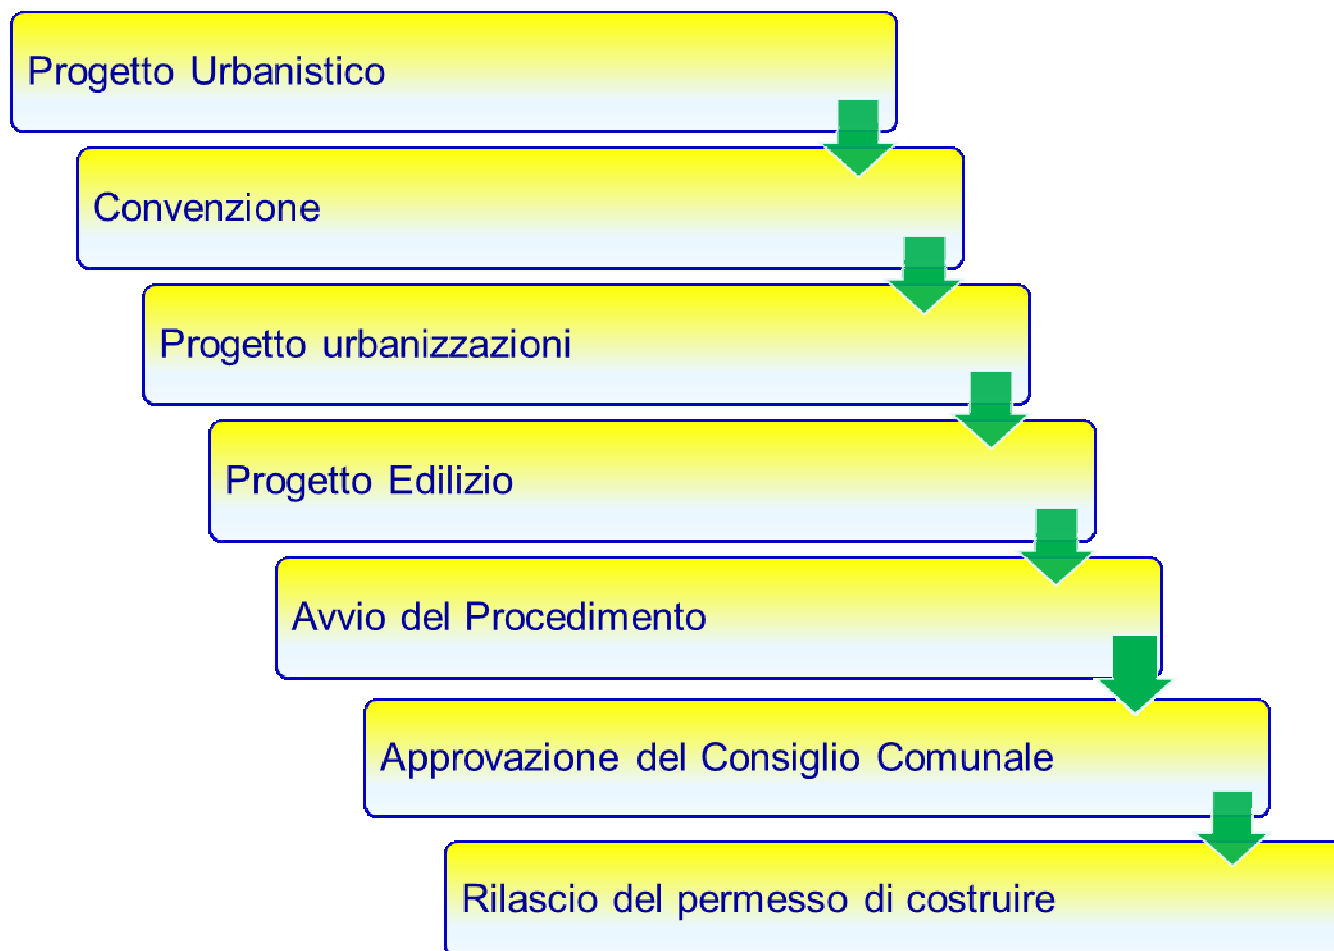 Progetto Urbanistico
Convenzione
Progetto urbanizzazioni
Progetto Edilizio
Avvio del Procedimento
Approvazione del Consiglio Comunale
Rilascio del permesso di costruire